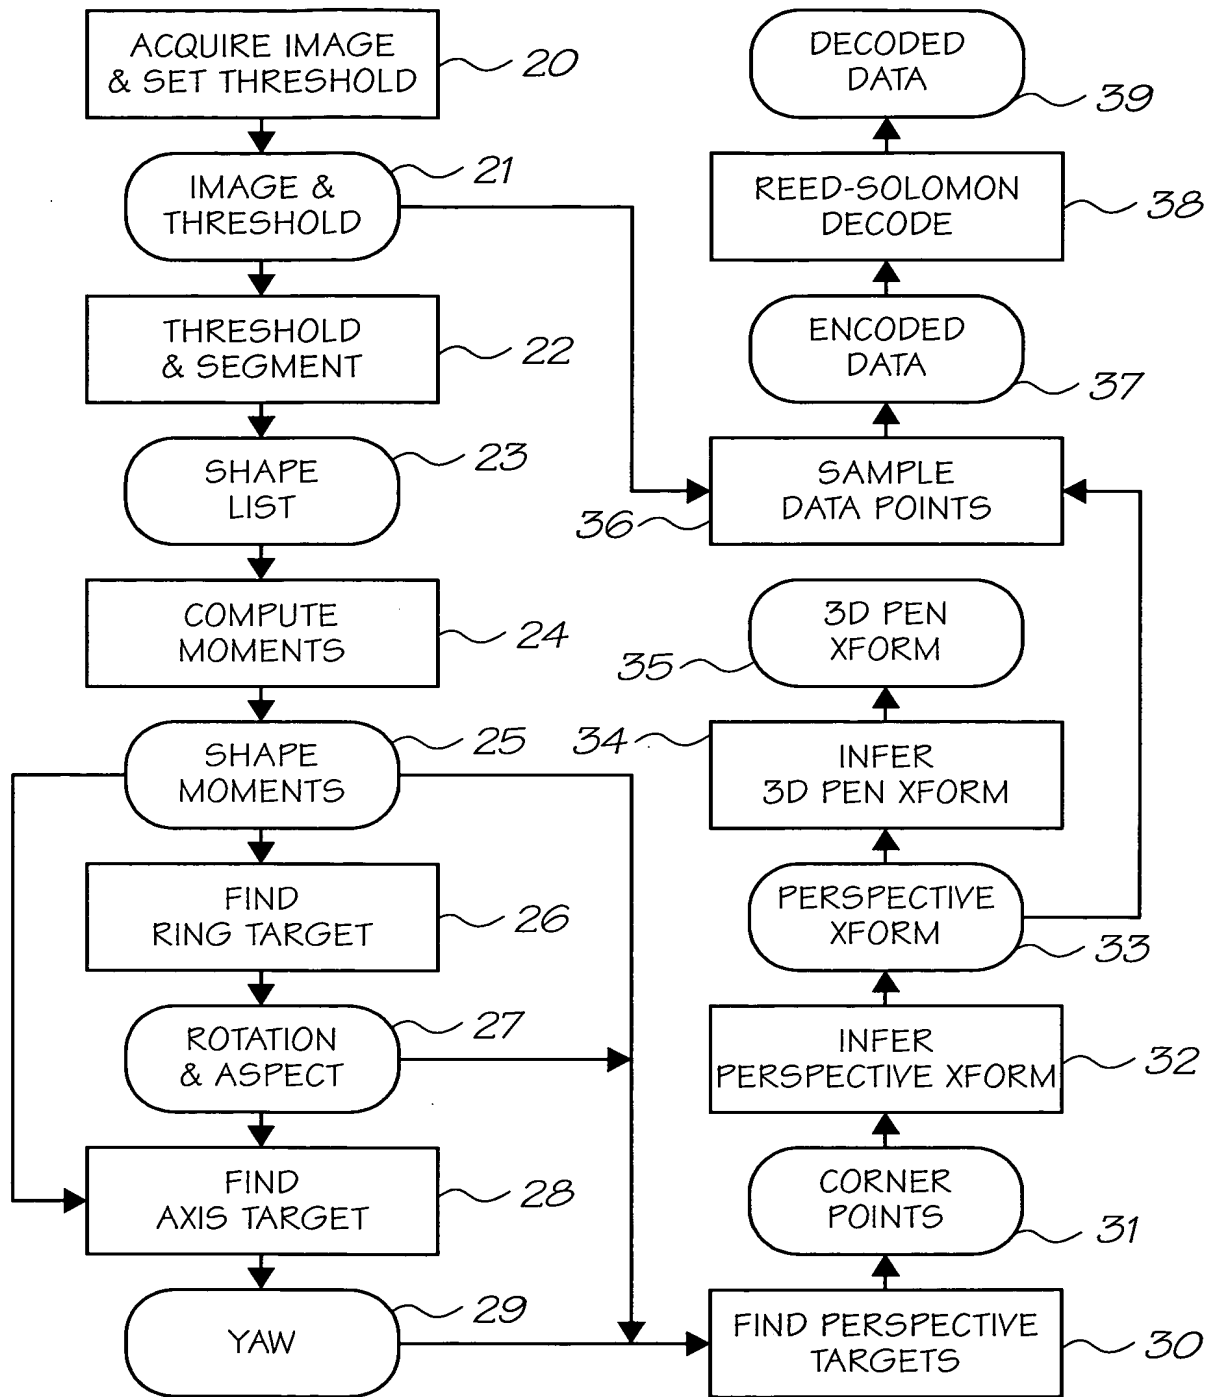 ACQUIRE IMAGE
& SET THRESHOLD
20
IMAGE &
THRESHOLD
21
THRESHOLD
& SEGMENT
22
SHAPE
LIST
23
COMPUTE
MOMENTS
24
SHAPE
MOMENTS
25
FIND
RING TARGET
26
ROTATION
& ASPECT
27
FIND
AXIS TARGET
28
YAW
29
DECODED
DATA
39
REED-SOLOMON
DECODE
38
ENCODED
DATA
37
SAMPLE
DATA POINTS
36
3D PEN
XFORM
35
INFER
3D PEN XFORM
34
PERSPECTIVE
XFORM
33
INFER
PERSPECTIVE XFORM
32
CORNER
POINTS
31
FIND PERSPECTIVE
TARGETS
30